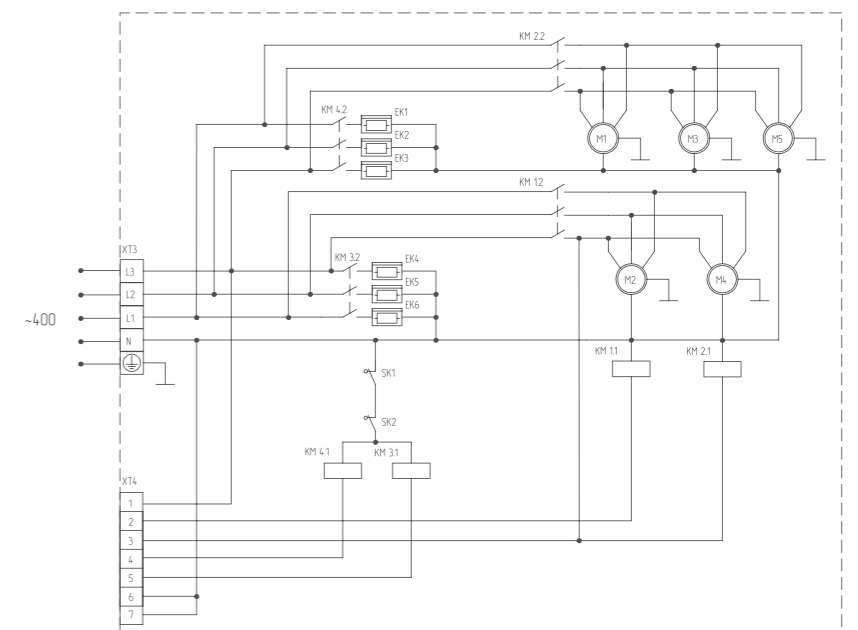 KM 2.2
KM 4.2
EK1
EK2
EK3
M1
M3
M5
KM 1.2
XT3
L3
L2
L1
N
~400
KM 3.2
EK4
EK5
EK6
M2
M4
KM 1.1
KM 2.1
SK1
SK2
KM 4.1
KM 3.1
XT4
1
2
3
4
5
6
7